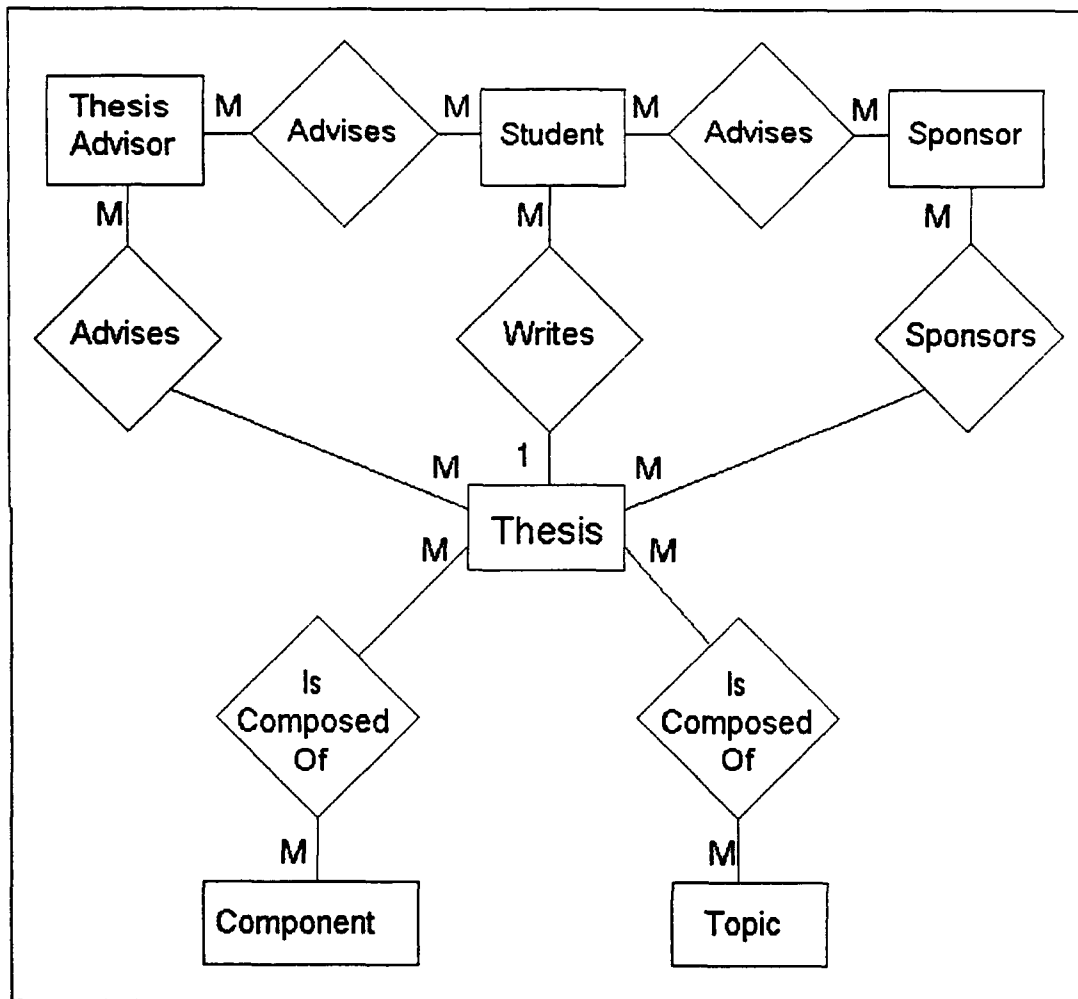 Thesis
Advisor
M
Advises
M
Student
M
Advises
M
Sponsor
M
M
M
Advises
Writes
Sponsors
M
1
M
Thesis
M
M
Is
Composed
Of
Is
Composed
Of
M
M
Component
Topic